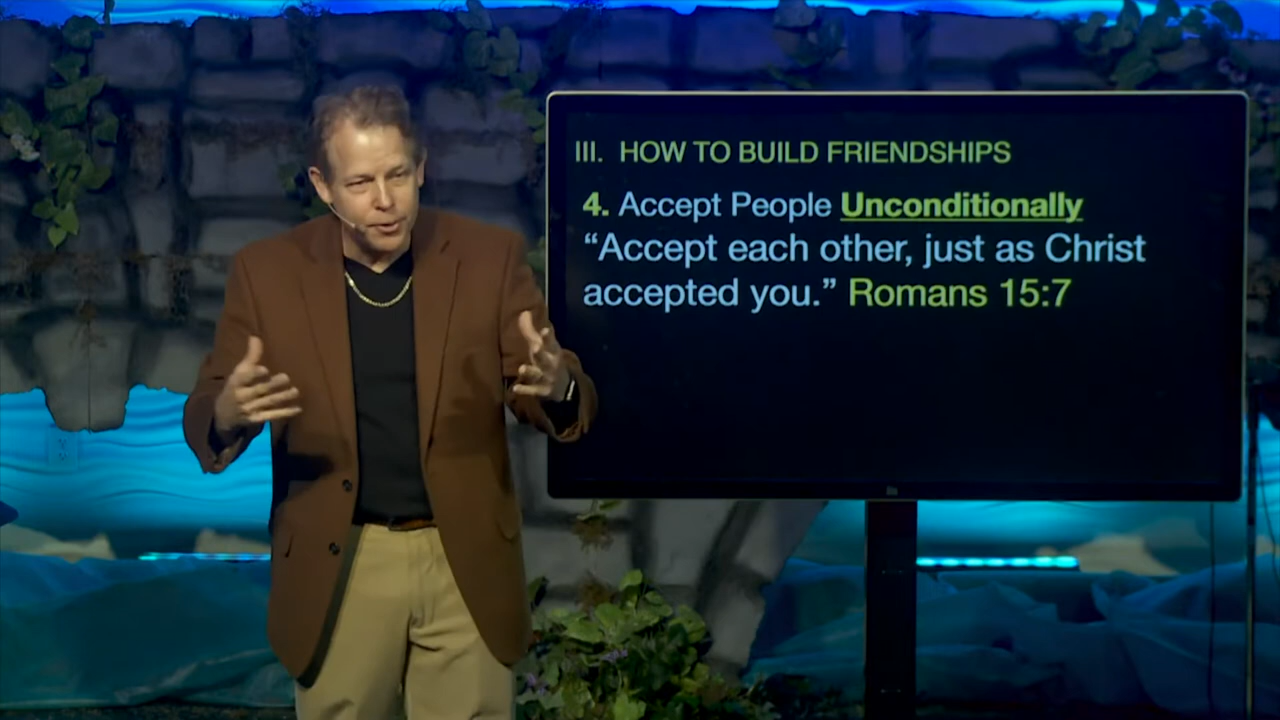 III. HOW TO BUILD FRIENDSHIPS
4. Accept People Unconditionally
“Accept each other, just as Christ
accepted you.” Romans 15:7